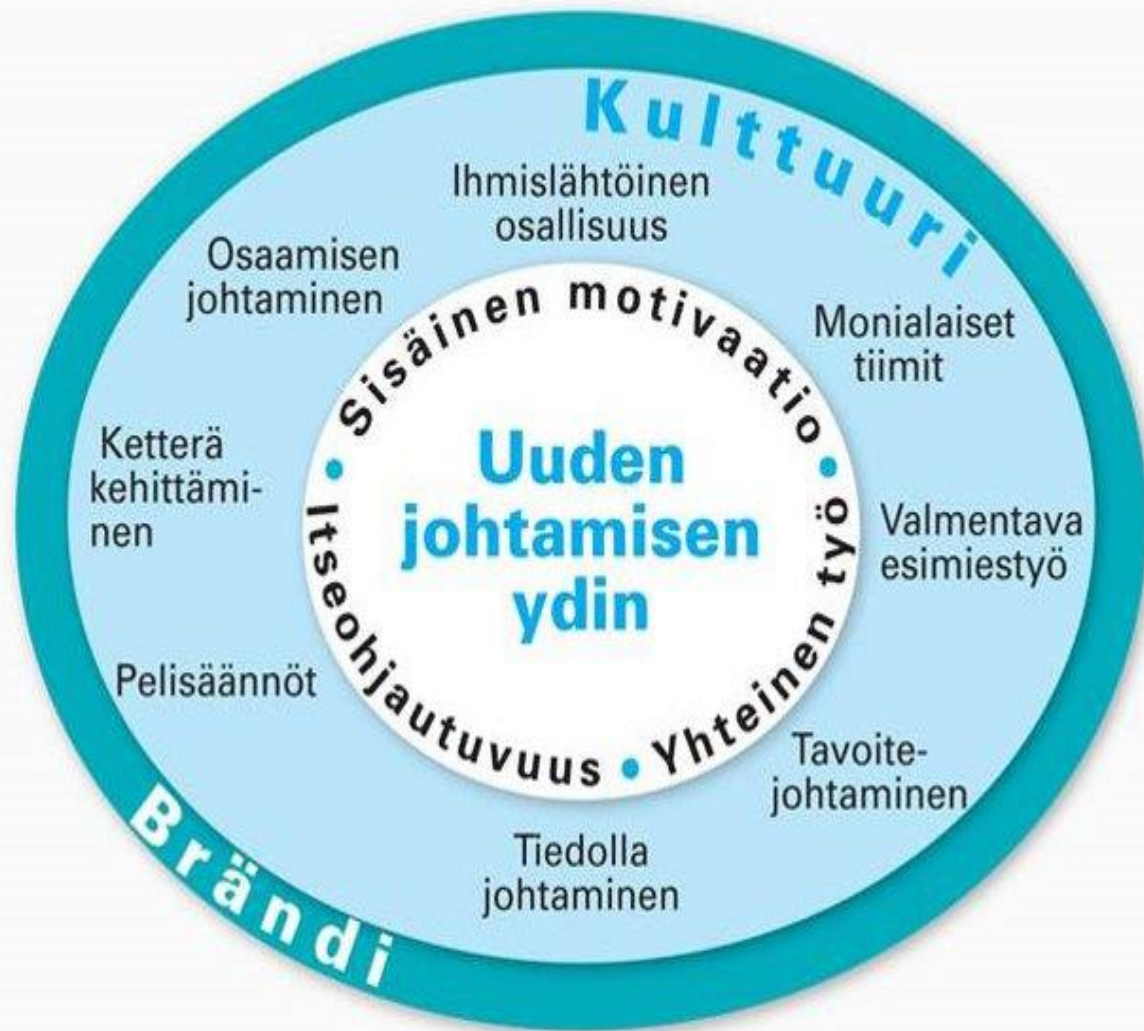 Kulttuuri
Ihmislähtöinen
osallisuus
Osaamisen
johtaminen
Monialaiset
tiimit
Sisäinen motivaatio
Uuden
johtamisen
ydin
Ketterä
kehittämi-
nen
Valmentava
esimiestyö
• Itseohjautuvuus • Yhteinen työ •
Pelisäännöt
Tavoite-
johtaminen
Tiedolla
johtaminen
Brändi